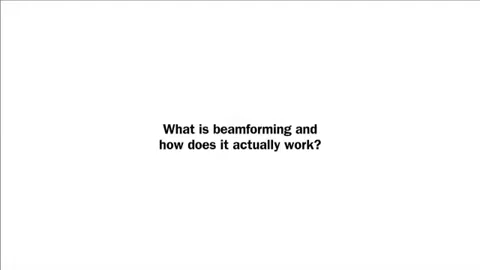 What is beamforming and
how does it actually work?